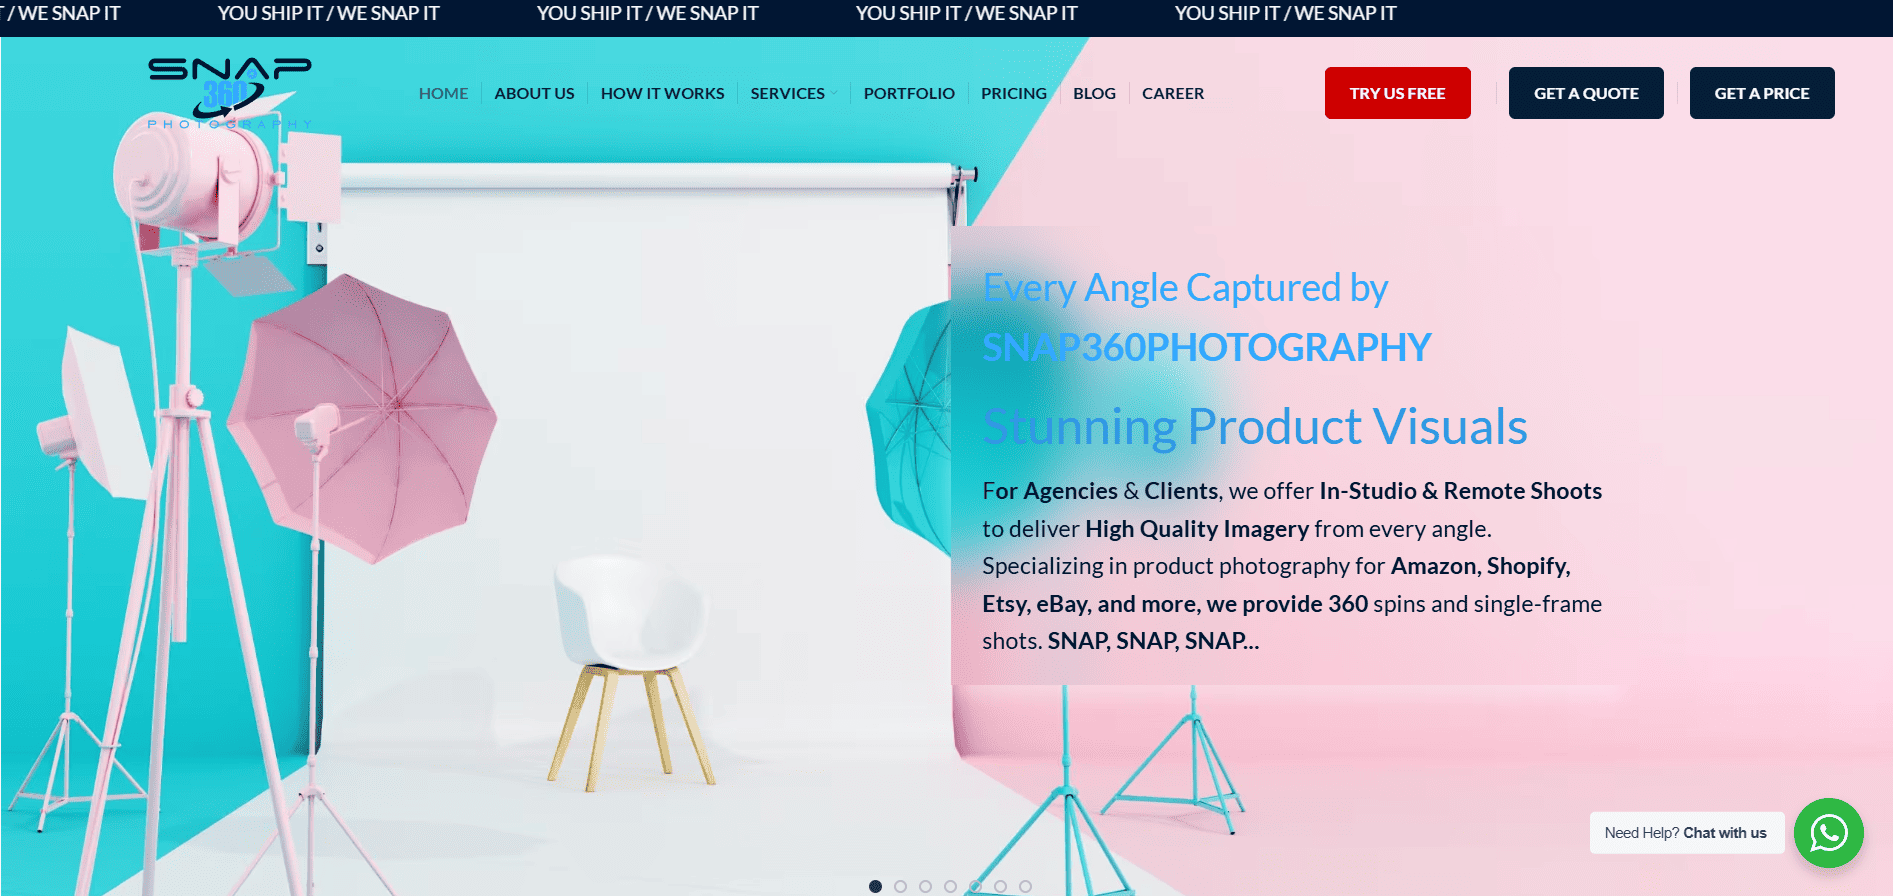 / WE SNAP IT YOU SHIP IT / WE SNAP IT YOU SHIP IT / WE SNAP IT YOU SHIP IT / WE SNAP IT YOU SHIP IT / WE SNAP IT
SNAP
360°
PHOTOGRAPHY
HOME ABOUT US HOW IT WORKS SERVICES PORTFOLIO PRICING BLOG CAREER
TRY US FREE GET A QUOTE GET A PRICE
Every Angle Captured by
SNAP360PHOTOGRAPHY
Stunning Product Visuals
For Agencies & Clients, we offer In-Studio & Remote Shoots
to deliver High Quality Imagery from every angle.
Specializing in product photography for Amazon, Shopify,
Etsy, eBay, and more, we provide 360 spins and single-frame
shots. SNAP, SNAP, SNAP...
Need Help? Chat with us